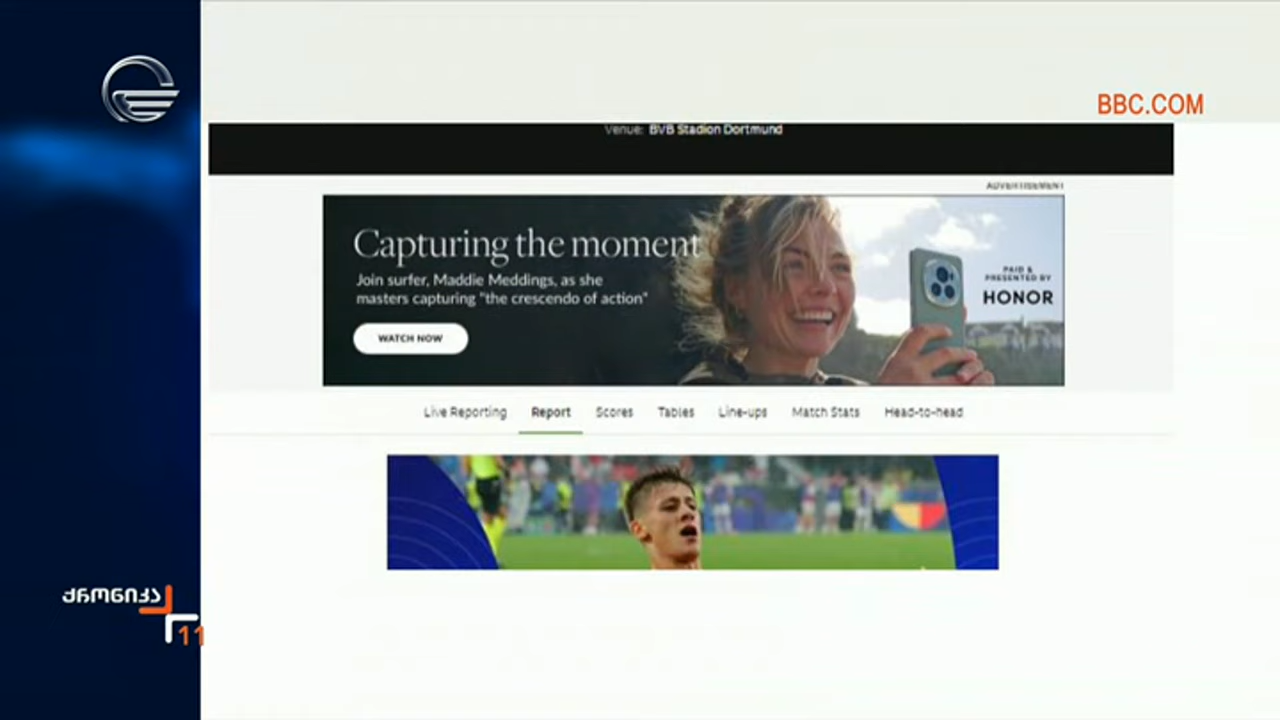 BBC.COM
Venue: BVB Stadion Dortmund
ADVERTISEMENT
Capturing the moment
Join surfer, Maddie Meddings, as she
masters capturing "the crescendo of action"
WATCH NOW
PAID &
PRESENTED BY
HONOR
Live Reporting Report Scores Tables Line-ups Match Stats Head-to-head
ქრონიკა
11